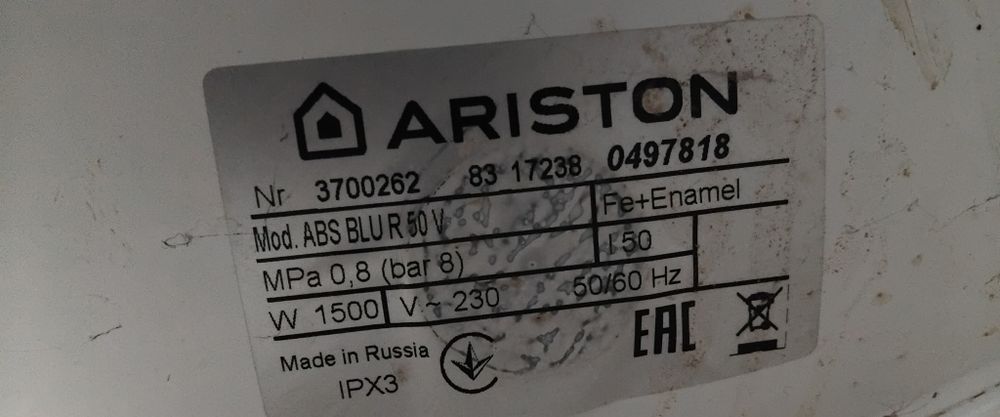 ARISTON
Nr 3700262 83 17238 0497818
Mod. ABS BLU R 50 V Fe+Enamel
MPa 0,8 (bar 8) l 50
W 1500 V~ 230 50/60 Hz
Made in Russia
IPX3
EAC